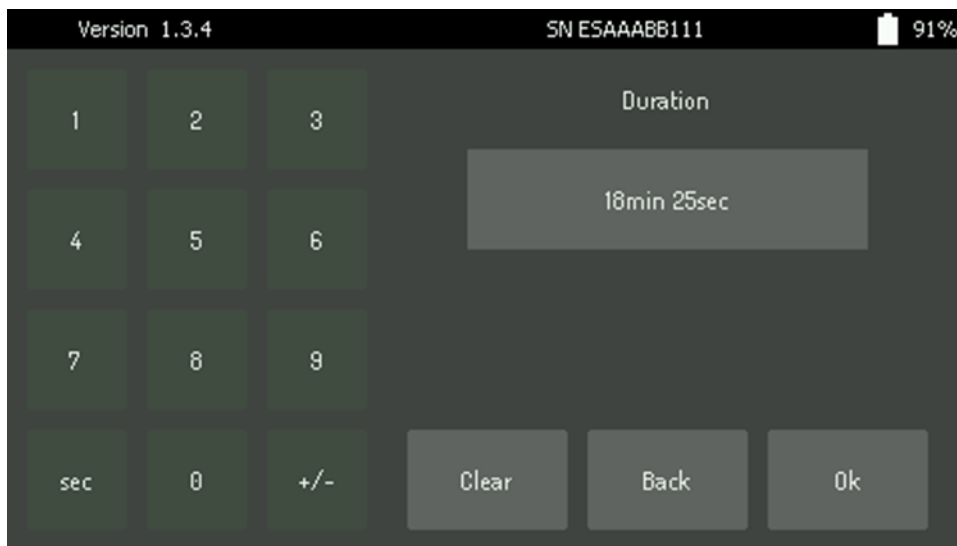 Version 1.3.4 SN ESAAABB111 91%
Duration
18min 25sec
1 2 3
4 5 6
7 8 9
sec 0 +/-
Clear Back Ok